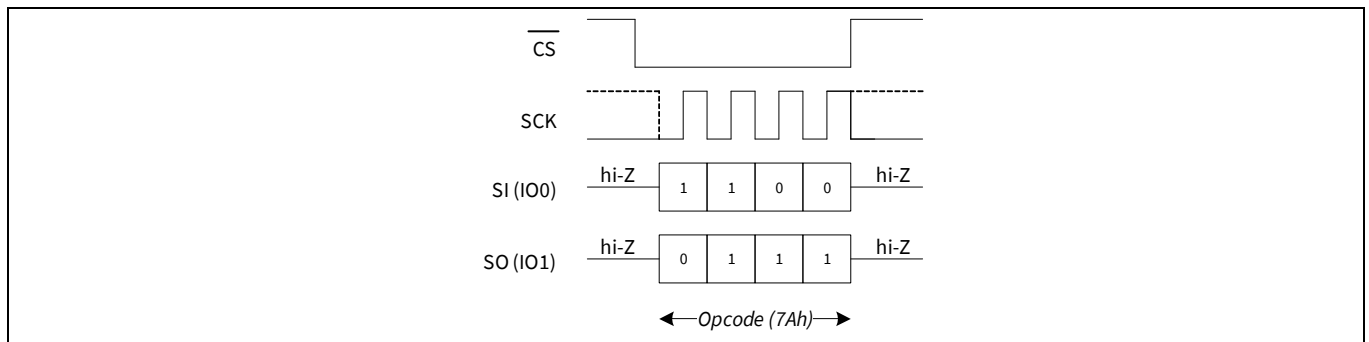 CS
SCK
hi-Z hi-Z
SI (IO0) 1 1 0 0
hi-Z hi-Z
SO (IO1) 0 1 1 1
Opcode (7Ah)